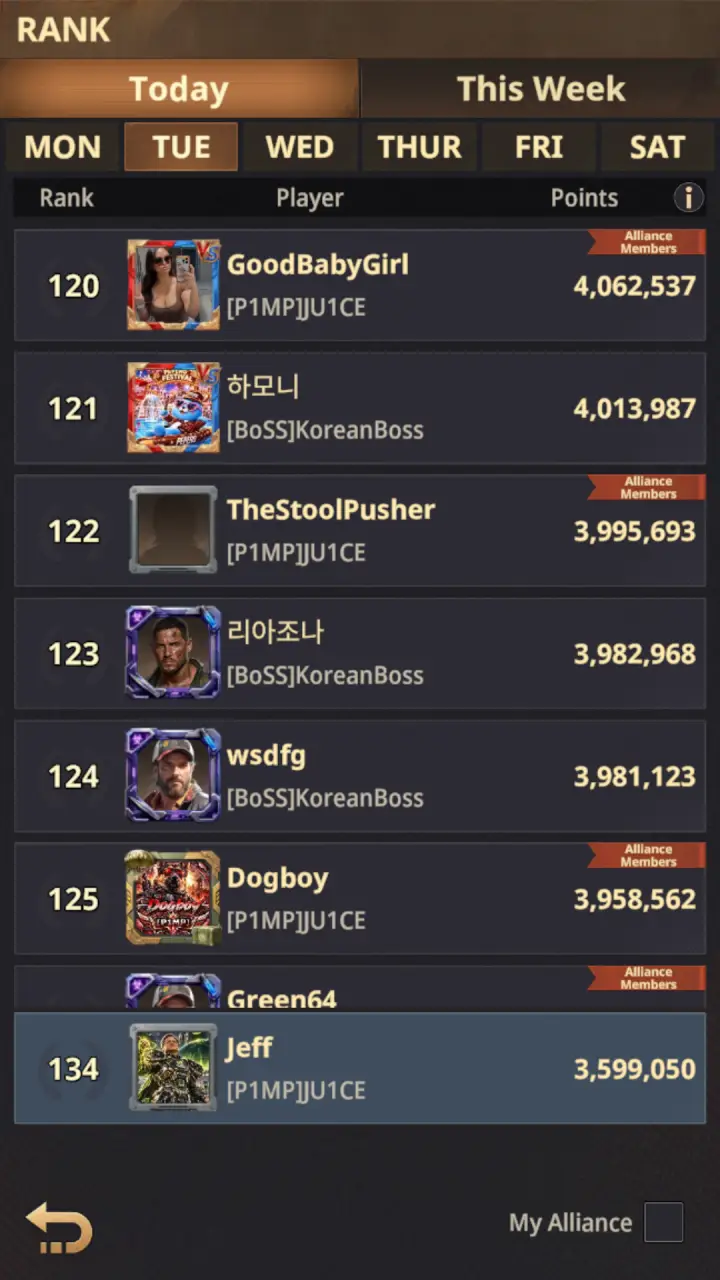 RANK
Today
This Week
MON
TUE
WED
THUR
FRI
SAT
Rank
Player
Points
i
Alliance
Members
120
GoodBabyGirl
[P1MP]JU1CE
4,062,537
121
하모니
[BoSS]KoreanBoss
4,013,987
Alliance
Members
122
TheStoolPusher
[P1MP]JU1CE
3,995,693
123
리아조나
[BoSS]KoreanBoss
3,982,968
124
wsdfg
[BoSS]KoreanBoss
3,981,123
Alliance
Members
125
DOGBOY
[P1MP]
Dogboy
[P1MP]JU1CE
3,958,562
Alliance
Members
Green64
134
Jeff
[P1MP]JU1CE
3,599,050
My Alliance